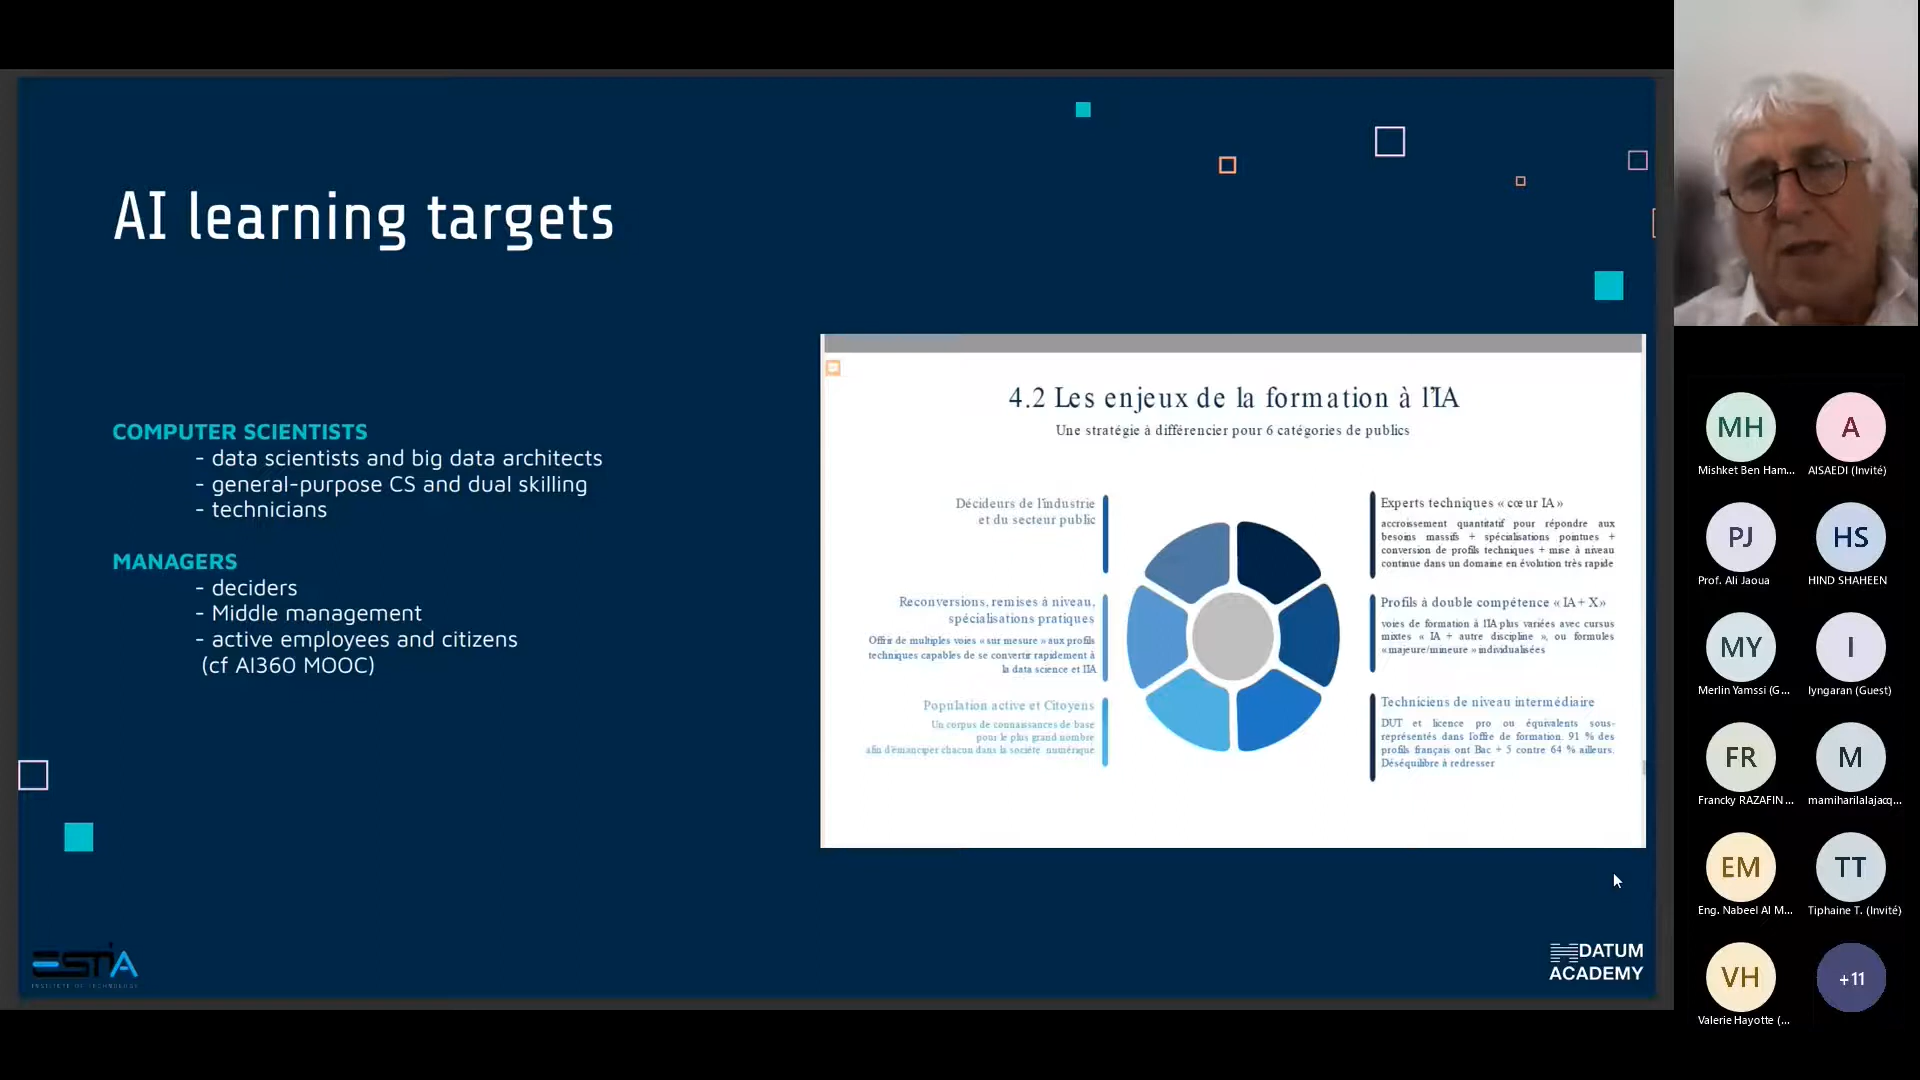 AI learning targets
COMPUTER SCIENTISTS
- data scientists and big data architects
- general-purpose CS and dual skilling
- technicians
MANAGERS
- deciders
- Middle management
- active employees and citizens
(cf AI360 MOOC)
4.2 Les enjeux de la formation à l'IA
Une stratégie à différencier pour 6 catégories de publics
Décideurs de l'industrie
et du secteur public
Reconversions, remises à niveau,
spécialisations pratiques
Offrir de multiples voies « sur mesure » aux profils
techniques capables de se convertir rapidement à
la data science et l'IA
Population active et Citoyens
Un corpus de connaissances de base
pour le plus grand nombre
afin d'émanciper chacun dans la société numérique
Experts techniques « cœur IA »
accroissement quantitatif pour répondre aux
besoins massifs + spécialisations pointues +
conversion de profils techniques + mise à niveau
continue dans un domaine en évolution très rapide
Profils à double compétence « IA + X»
voies de formation à l'IA plus variées avec cursus
mixtes « IA + autre discipline », ou formules
« majeure/mineure » individualisées
Techniciens de niveau intermédiaire
DUT et licence pro ou équivalents sous-
représentés dans l'offre de formation. 91 % des
profils français ont Bac + 5 contre 64 % ailleurs.
Déséquilibre à redresser
ESTIA
INSTITUTE OF TECHNOLOGY
DATUM
ACADEMY
MH
Mishket Ben Ham...
A
AISAEDI (Invité)
PJ
Prof. Ali Jaoua
HS
HIND SHAHEEN
MY
Merlin Yamssi (G...
I
Iyngaran (Guest)
FR
Francky RAZAFIN...
M
mamiharilalajacq...
EM
Eng. Nabeel Al M...
TT
Tiphaine T. (Invité)
VH
Valerie Hayotte (...
+11